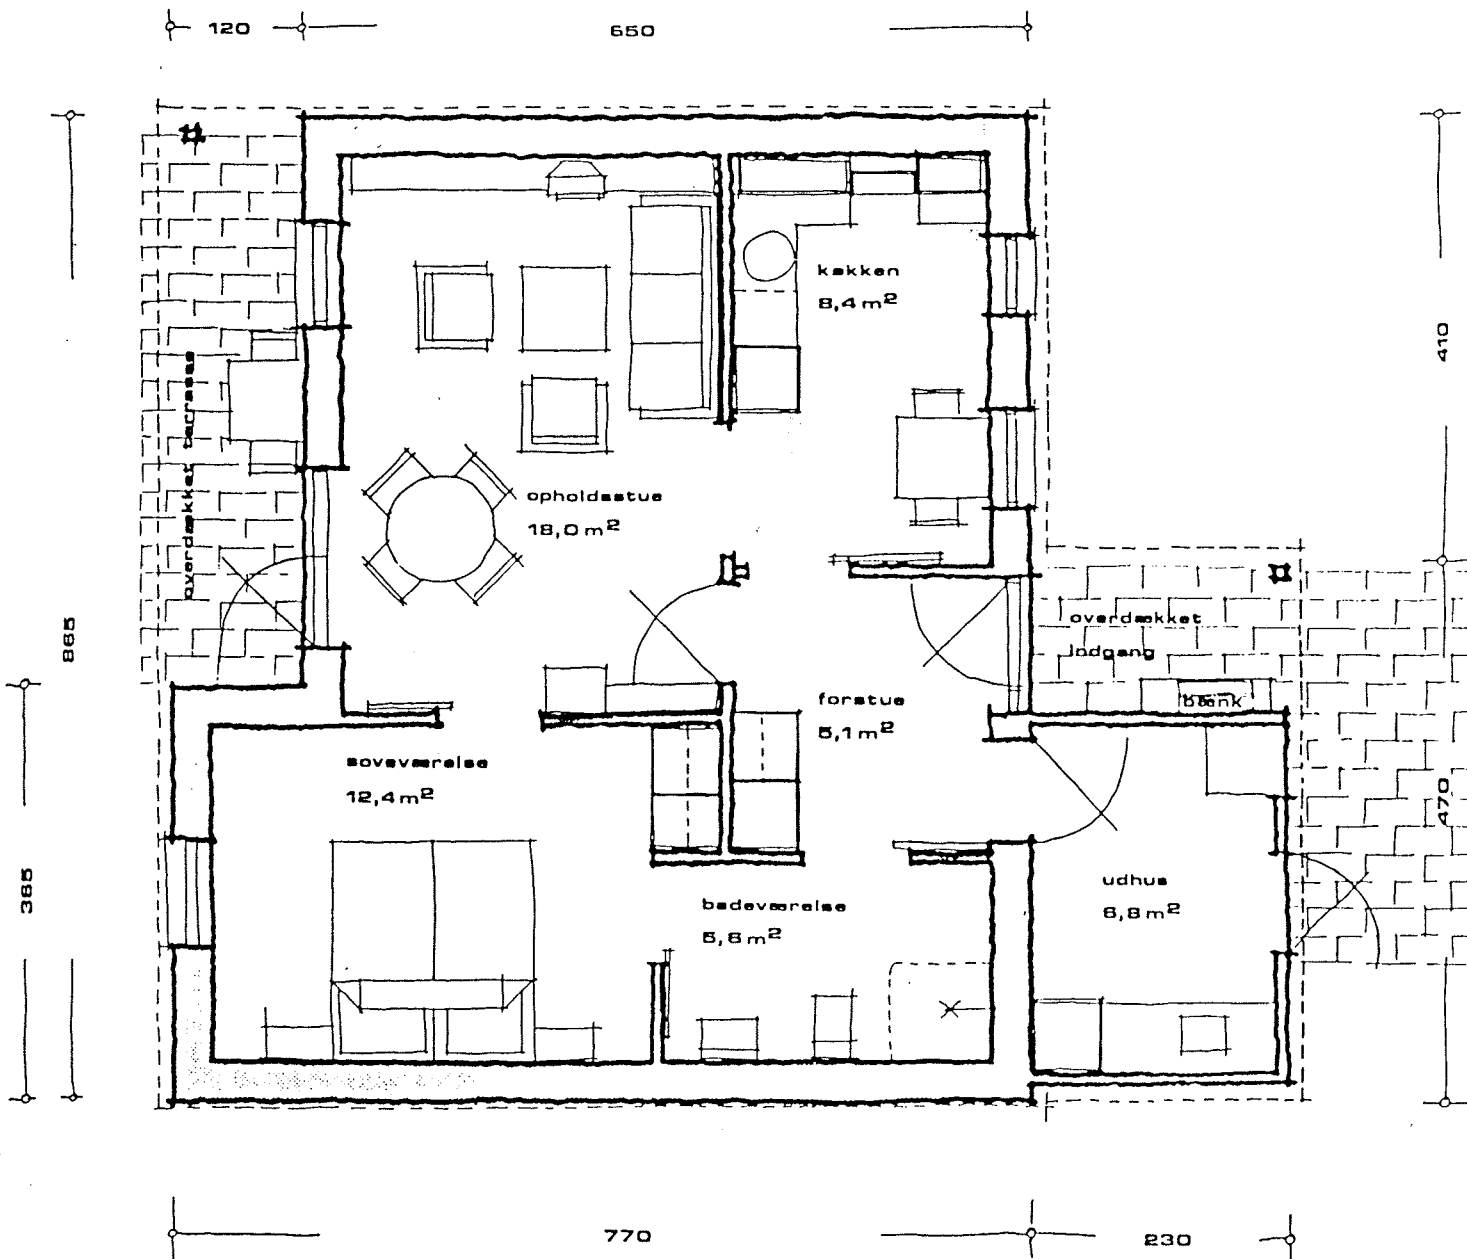 120
650
køkken
8,4 m²
410
overdækket terrasse
opholdsstue
18,0 m²
865
overdækket
indgang
bænk
forstue
5,1 m²
soveværelse
12,4 m²
470
365
udhus
6,8 m²
badeværelse
5,6 m²
770
230